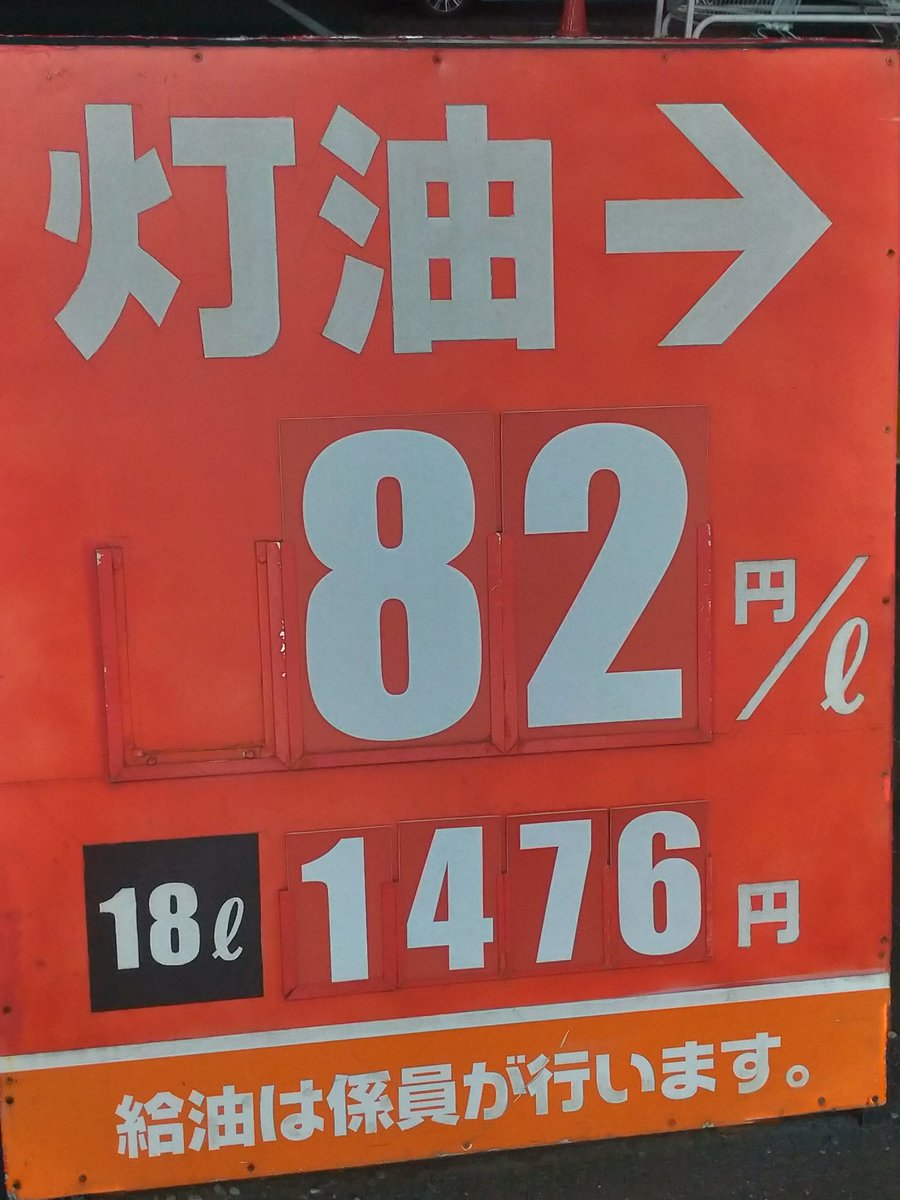 灯油→
82円/ℓ
18ℓ 1476円
給油は係員が行います。